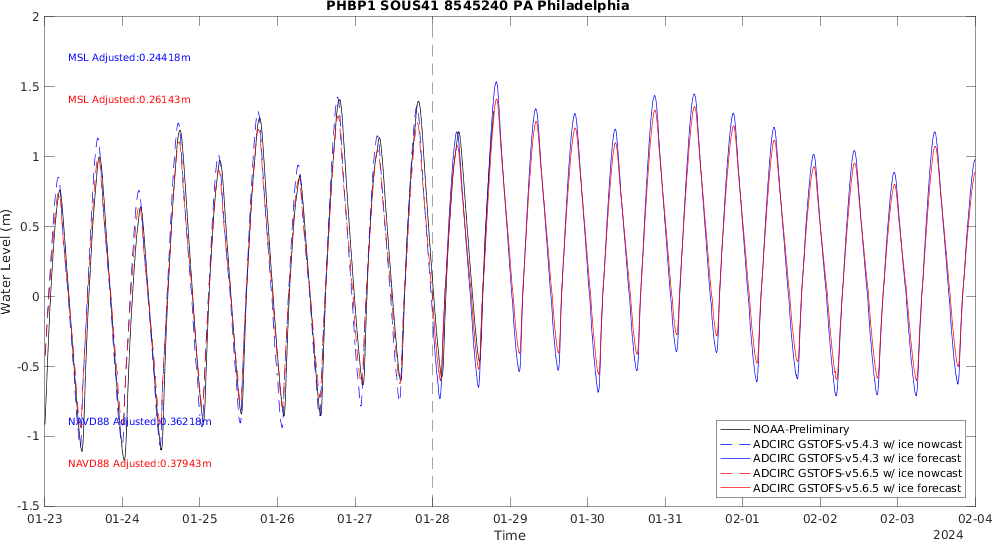 PHBP1 SOUS41 8545240 PA Philadelphia
2
MSL Adjusted:0.24418m
1.5
MSL Adjusted:0.26143m
1
0.5
Water Level (m)
0
-0.5
NAVD88 Adjusted:0.36218m
-1
NAVD88 Adjusted:0.37943m
-1.5
NOAA-Preliminary
ADCIRC GSTOFS-v5.4.3 w/ ice nowcast
ADCIRC GSTOFS-v5.4.3 w/ ice forecast
ADCIRC GSTOFS-v5.6.5 w/ ice nowcast
ADCIRC GSTOFS-v5.6.5 w/ ice forecast
01-23 01-24 01-25 01-26 01-27 01-28 01-29 01-30 01-31 02-01 02-02 02-03 02-04
Time
2024